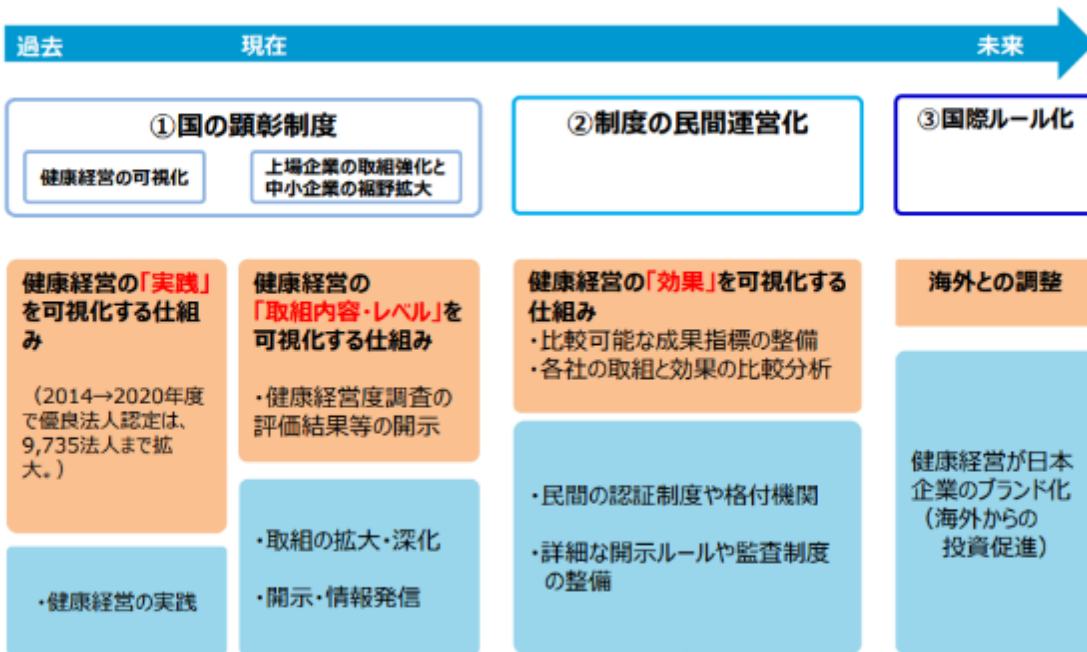 過去
現在
未来
①国の顕彰制度
健康経営の可視化
上場企業の取組強化と
中小企業の裾野拡大
②制度の民間運営化
③国際ルール化
健康経営の「実践」
を可視化する仕組
み
（2014→2020年度
で優良法人認定は、
9,735法人まで拡
大。）
・健康経営の実践
健康経営の
「取組内容・レベル」を
可視化する仕組み
・健康経営度調査の
評価結果等の開示
・取組の拡大・深化
・開示・情報発信
健康経営の「効果」を可視化する
仕組み
・比較可能な成果指標の整備
・各社の取組と効果の比較分析
・民間の認証制度や格付機関
・詳細な開示ルールや監査制度
の整備
海外との調整
健康経営が日本
企業のブランド化
（海外からの
投資促進）